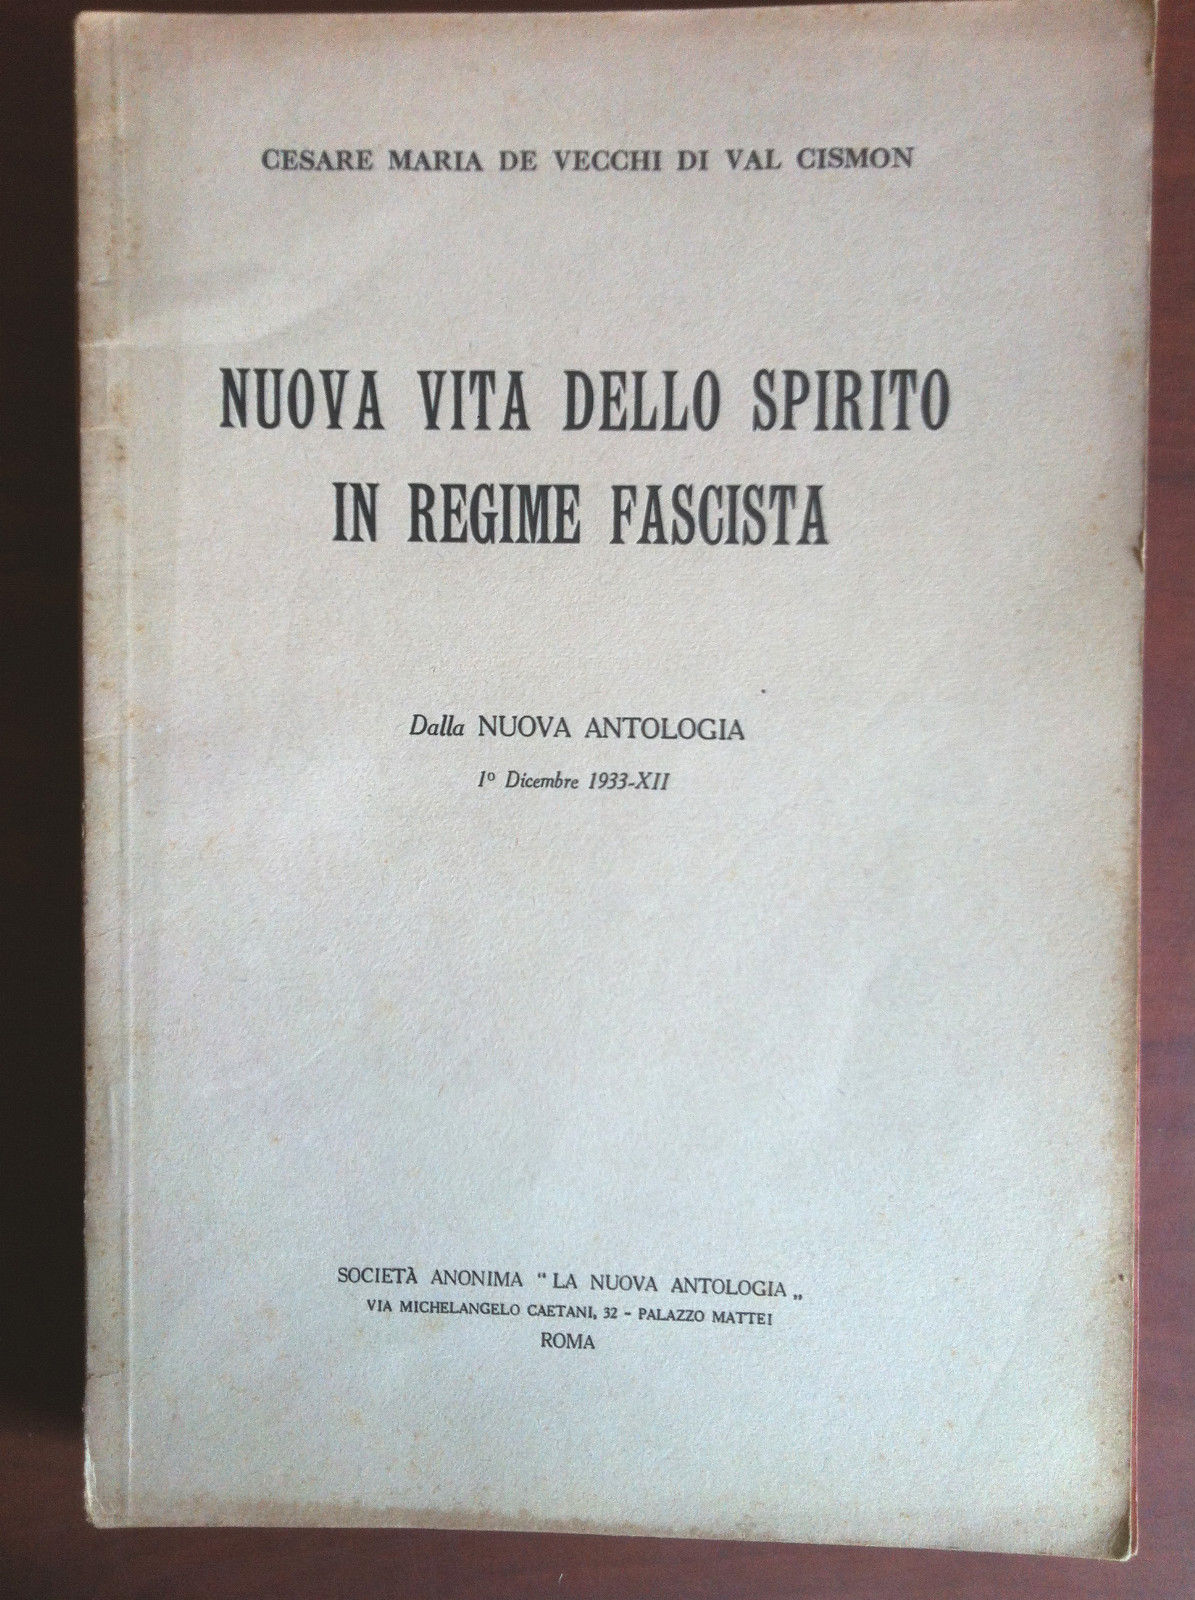 CESARE MARIA DE VECCHI DI VAL CISMON
NUOVA VITA DELLO SPIRITO
IN REGIME FASCISTA
Dalla NUOVA ANTOLOGIA
1º Dicembre 1933-XII
SOCIETÀ ANONIMA "LA NUOVA ANTOLOGIA„
VIA MICHELANGELO CAETANI, 32 - PALAZZO MATTEI
ROMA